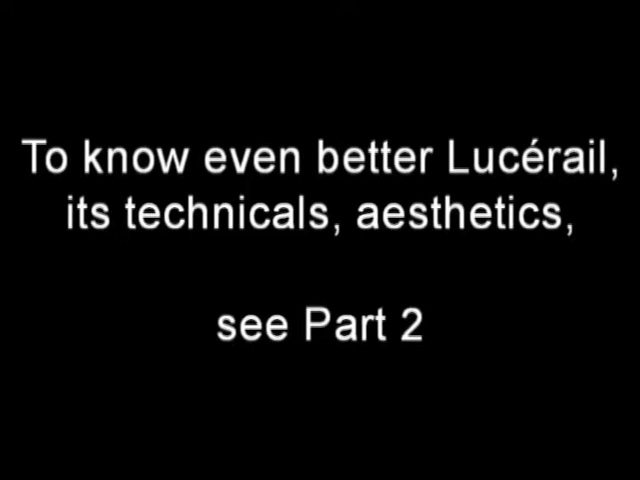 To know even better Lucérail,
its technicals, aesthetics,
see Part 2